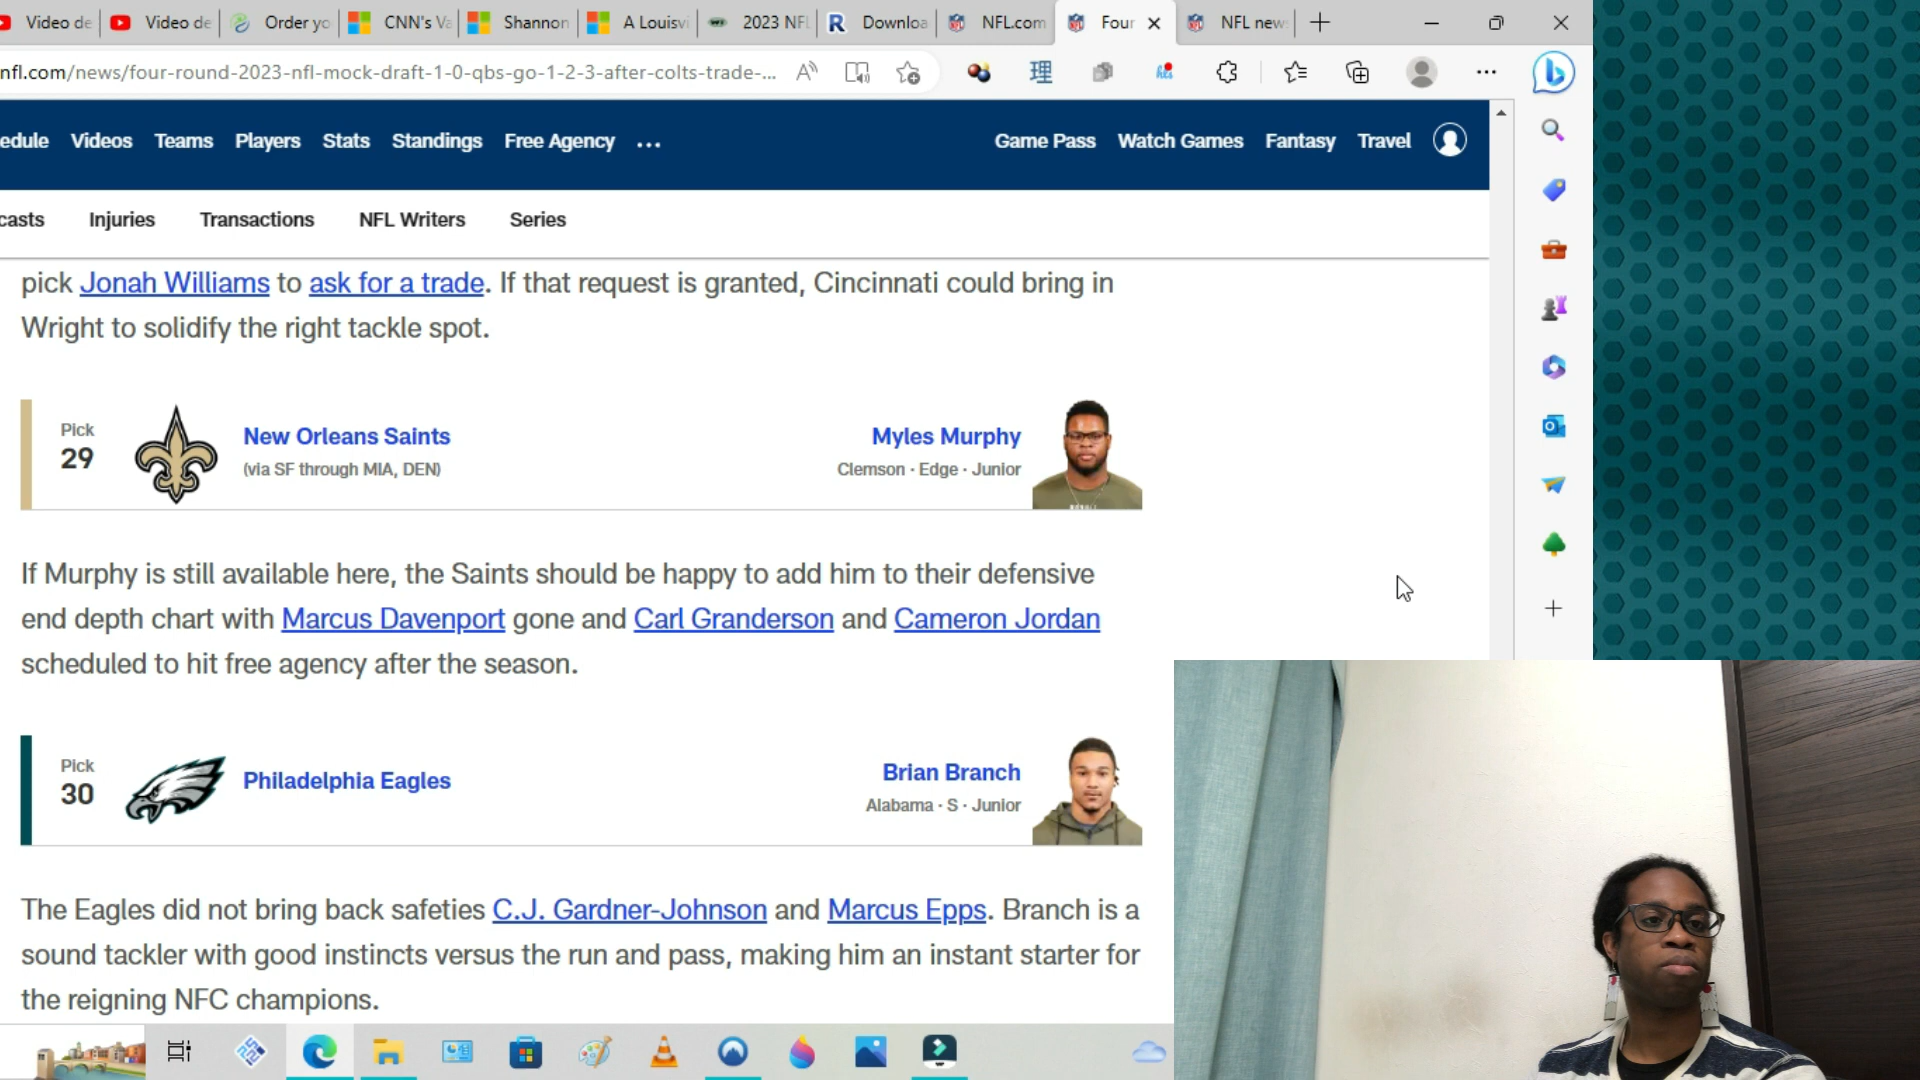 Video de
Video de
Order yo
CNN's Va
Shannon
A Louisvi
2023 NFL
Downloa
NFL.com
Four
NFL new
nfl.com/news/four-round-2023-nfl-mock-draft-1-0-qbs-go-1-2-3-after-colts-trade-...
理
hls
edule Videos Teams Players Stats Standings Free Agency ... Game Pass Watch Games Fantasy Travel
casts Injuries Transactions NFL Writers Series
pick Jonah Williams to ask for a trade. If that request is granted, Cincinnati could bring in
Wright to solidify the right tackle spot.
Pick
29
New Orleans Saints
(via SF through MIA, DEN)
Myles Murphy
Clemson · Edge · Junior
If Murphy is still available here, the Saints should be happy to add him to their defensive
end depth chart with Marcus Davenport gone and Carl Granderson and Cameron Jordan
scheduled to hit free agency after the season.
Pick
30
Philadelphia Eagles
Brian Branch
Alabama · S · Junior
The Eagles did not bring back safeties C.J. Gardner-Johnson and Marcus Epps. Branch is a
sound tackler with good instincts versus the run and pass, making him an instant starter for
the reigning NFC champions.